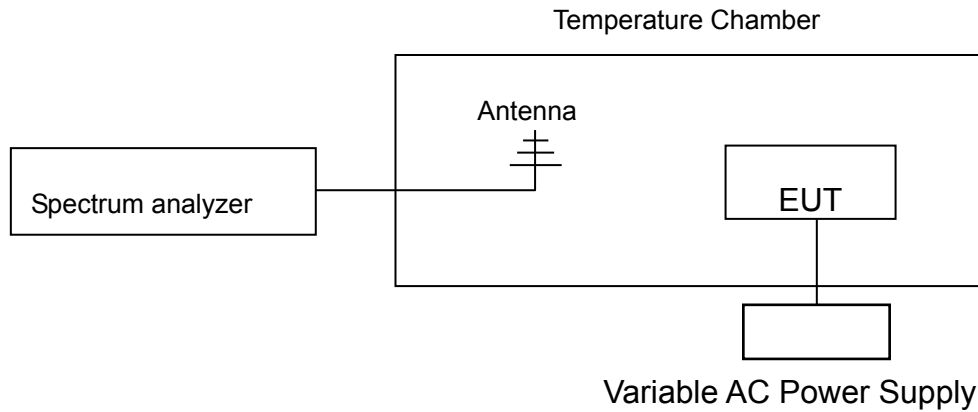 Temperature Chamber
Antenna
Spectrum analyzer
EUT
Variable AC Power Supply